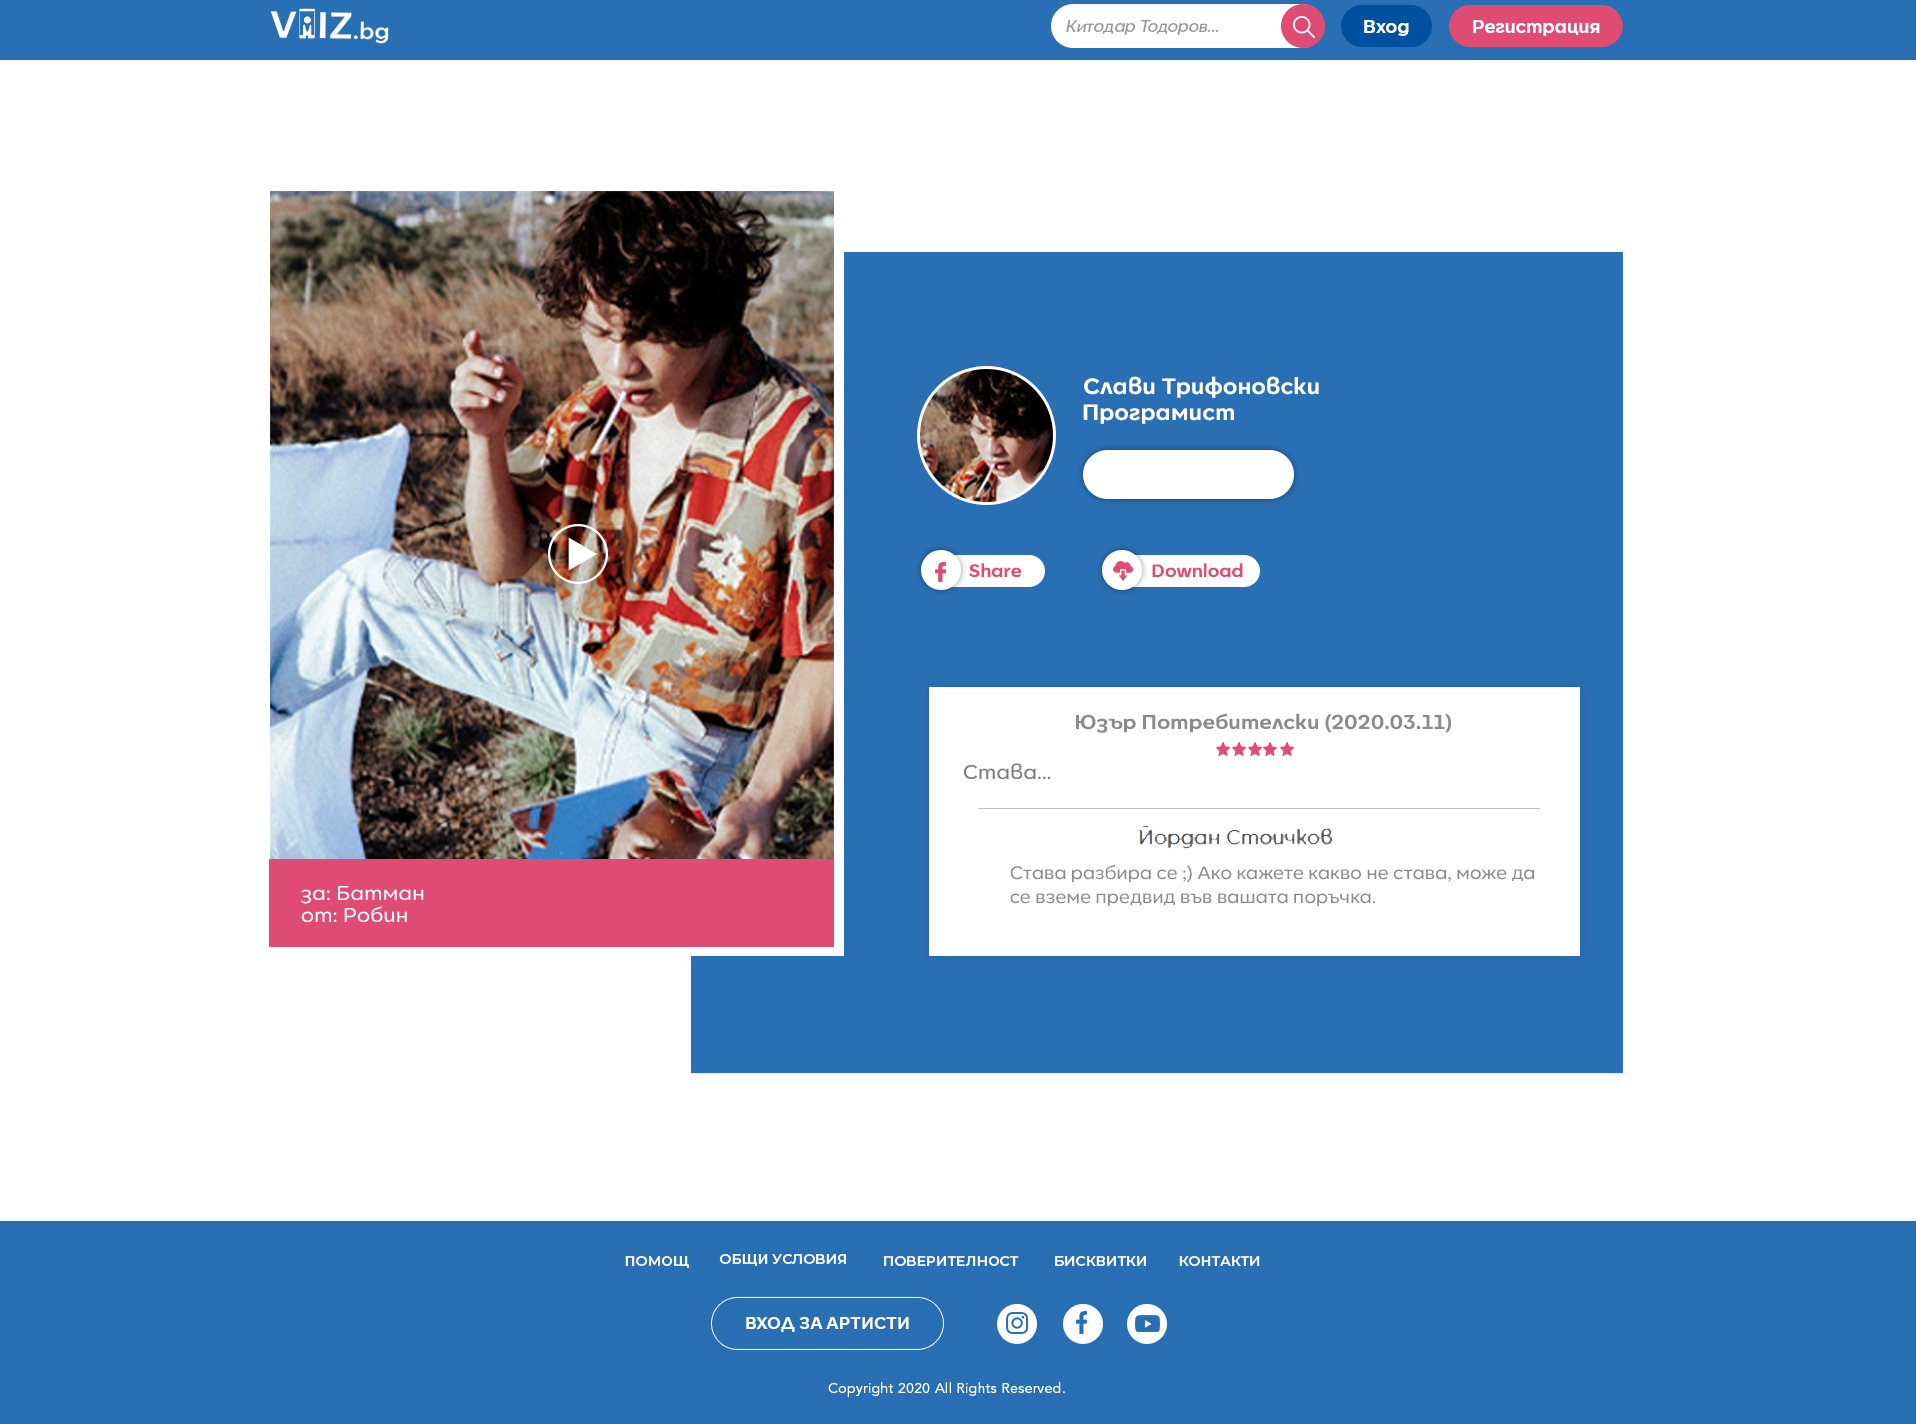 VIIZ.bg
Китодар Тодоров...
Вход
Регистрация
Слави Трифоновски
Програмист
Share
Download
Юзър Потребителски (2020.03.11)
Става...
Йордан Стоичков
Става разбира се ;) Ако кажете какво не става, може да
се вземе предвид във вашата поръчка.
за: Батман
от: Робин
ПОМОЩ
ОБЩИ УСЛОВИЯ
ПОВЕРИТЕЛНОСТ
БИСКВИТКИ
КОНТАКТИ
ВХОД ЗА АРТИСТИ
Copyright 2020 All Rights Reserved.